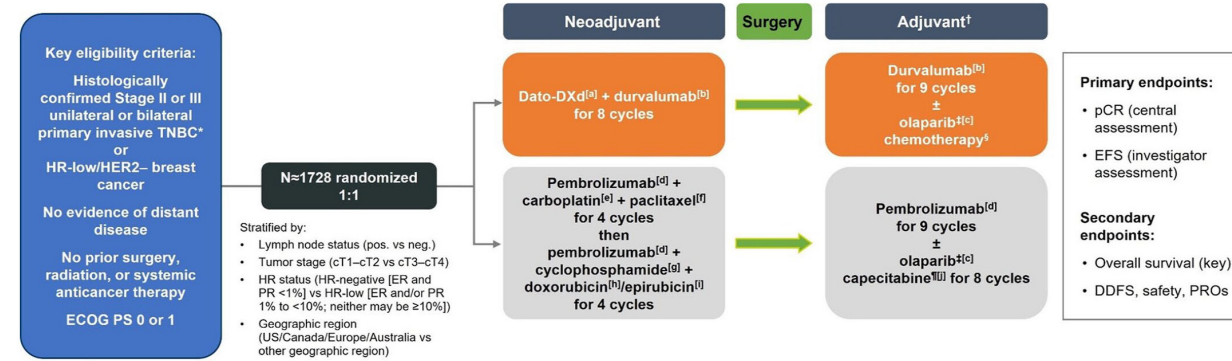 Key eligibility criteria:
Histologically
confirmed Stage II or III
unilateral or bilateral
primary invasive TNBC*
or
HR-low/HER2– breast
cancer
No evidence of distant
disease
No prior surgery,
radiation, or systemic
anticancer therapy
ECOG PS 0 or 1
N≈1728 randomized
1:1
Stratified by:
• Lymph node status (pos. vs neg.)
• Tumor stage (cT1–cT2 vs cT3–cT4)
• HR status (HR-negative [ER and
PR <1%] vs HR-low [ER and/or PR
1% to <10%; neither may be ≥10%])
• Geographic region
(US/Canada/Europe/Australia vs
other geographic region)
Neoadjuvant
Surgery
Adjuvant†
Dato-DXd[a] + durvalumab[b]
for 8 cycles
Durvalumab[b]
for 9 cycles
±
olaparib‡[c]
chemotherapy§
Pembrolizumab[d] +
carboplatin[e] + paclitaxel[f]
for 4 cycles
then
pembrolizumab[d] +
cyclophosphamide[g] +
doxorubicin[h]/epirubicin[i]
for 4 cycles
Pembrolizumab[d]
for 9 cycles
±
olaparib‡[c]
capecitabine¶[j] for 8 cycles
Primary endpoints:
• pCR (central
assessment)
• EFS (investigator
assessment)
Secondary
endpoints:
• Overall survival (key)
• DDFS, safety, PROs